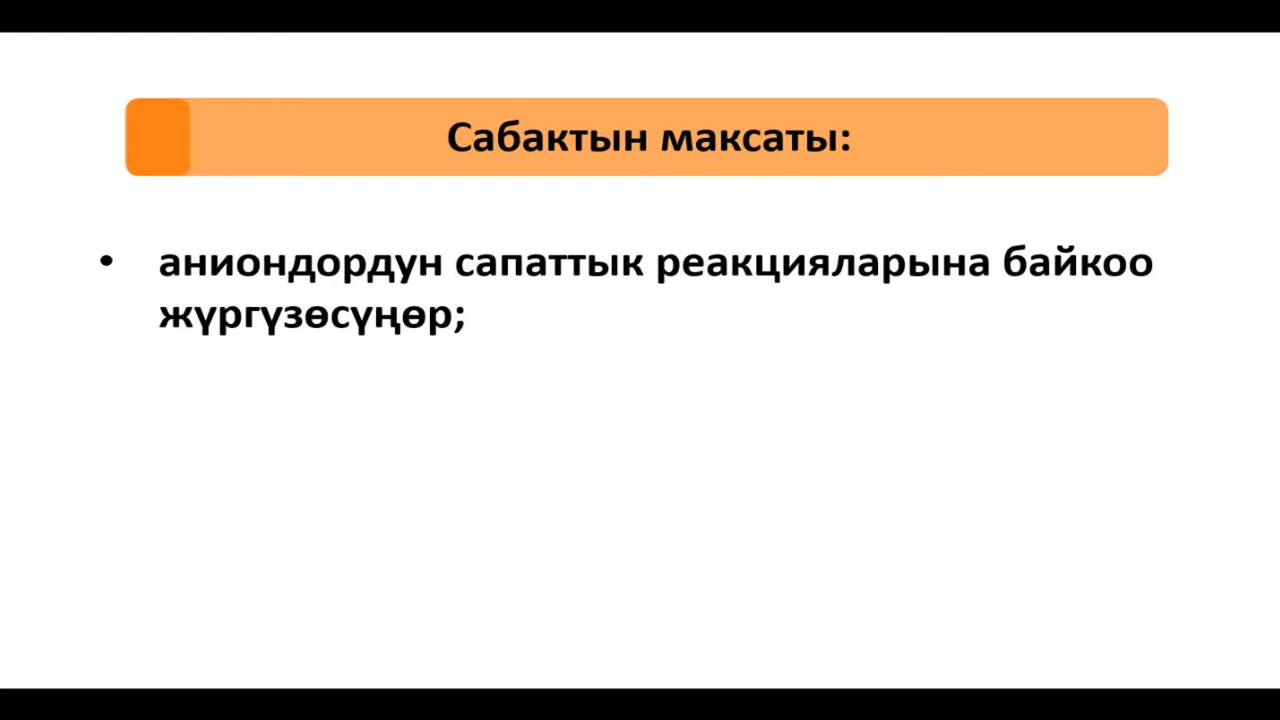 Сабактын максаты:
• аниондордун сапаттык реакцияларына байкоо
жүргүзөсүңөр;